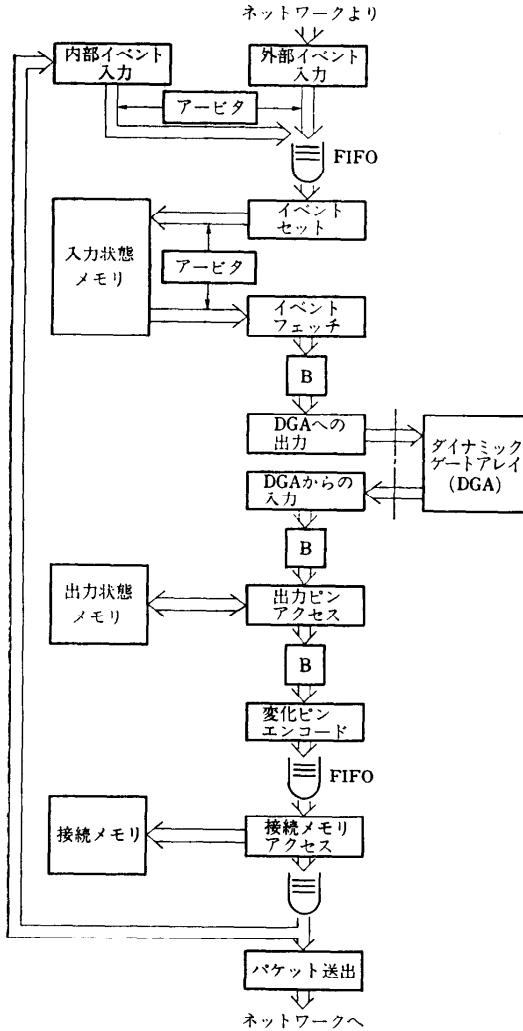 ネットワークより
内部イベント
入力
外部イベント
入力
アービタ
FIFO
イベント
セット
入力状態
メモリ
アービタ
イベント
フェッチ
B
DGAへの
出力
ダイナミック
ゲートアレイ
(DGA)
DGAからの
入力
B
出力状態
メモリ
出力ピン
アクセス
B
変化ピン
エンコード
FIFO
接続メモリ
接続メモリ
アクセス
パケット送出
ネットワークへ